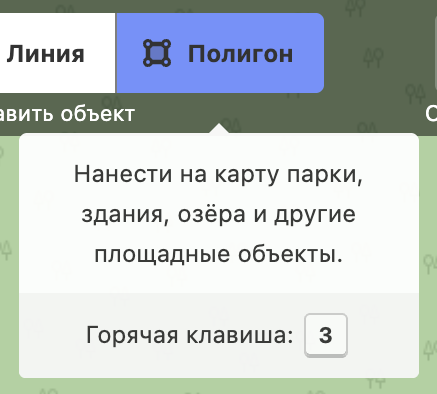 Линия
Полигон
авить объект
Нанести на карту парки,
здания, озёра и другие
площадные объекты.
Горячая клавиша: 3